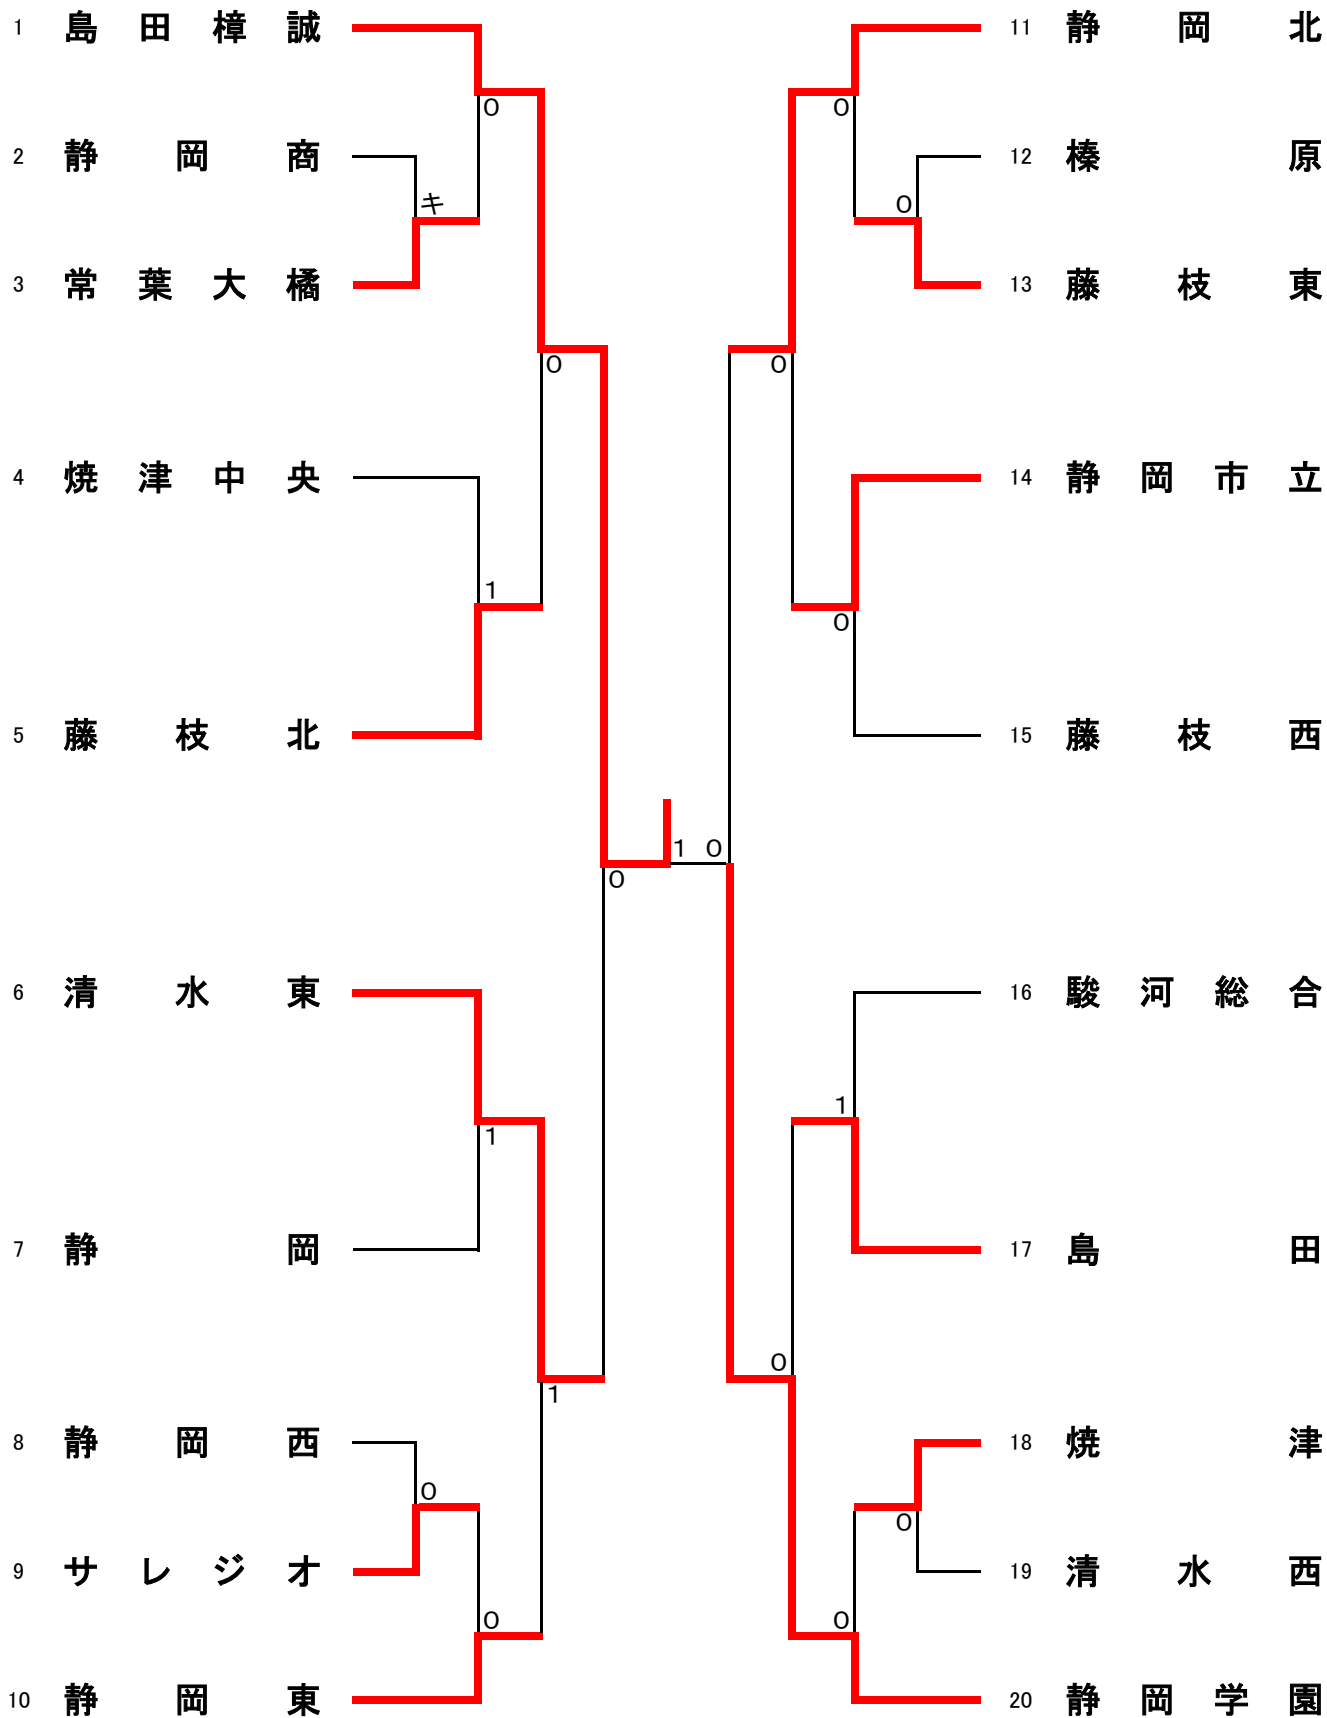 1 島田樟誠
0
2 静岡商
キ
3 常葉大橘
0
4 焼津中央
1
5 藤枝北
1 0
0
6 清水東
1
7 静岡
1
8 静岡西
0
9 サレジオ
0
10 静岡東
11 静岡北
0
12 榛原
0
13 藤枝東
0
14 静岡市立
0
15 藤枝西
16 駿河総合
1
17 島田
0
18 焼津
0
19 清水西
0
20 静岡学園